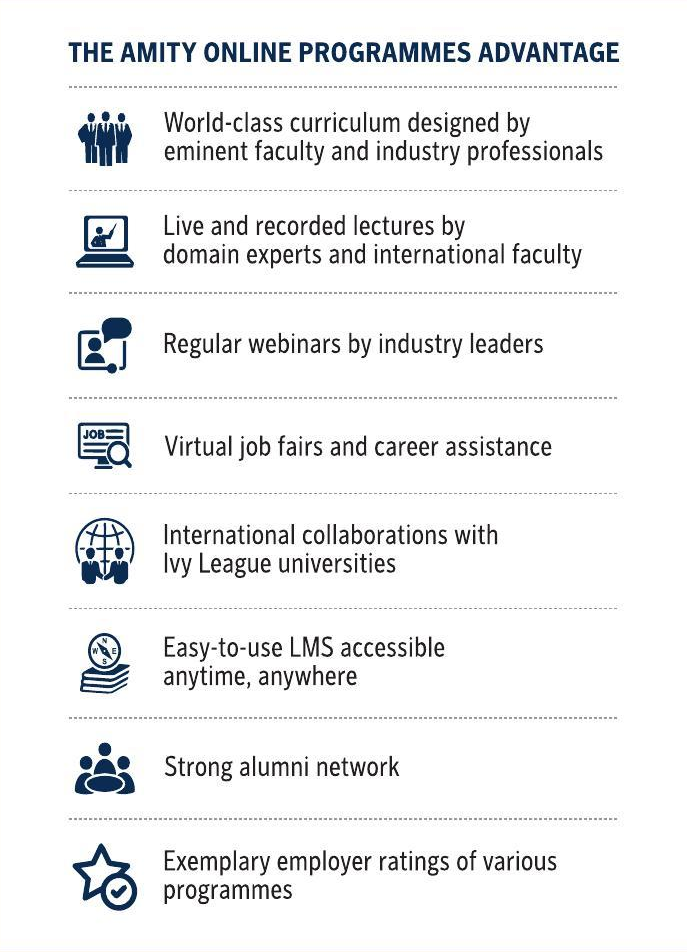 THE AMITY ONLINE PROGRAMMES ADVANTAGE
World-class curriculum designed by
eminent faculty and industry professionals
Live and recorded lectures by
domain experts and international faculty
Regular webinars by industry leaders
JOB
Virtual job fairs and career assistance
International collaborations with
Ivy League universities
N
W E
S
Easy-to-use LMS accessible
anytime, anywhere
Strong alumni network
Exemplary employer ratings of various
programmes